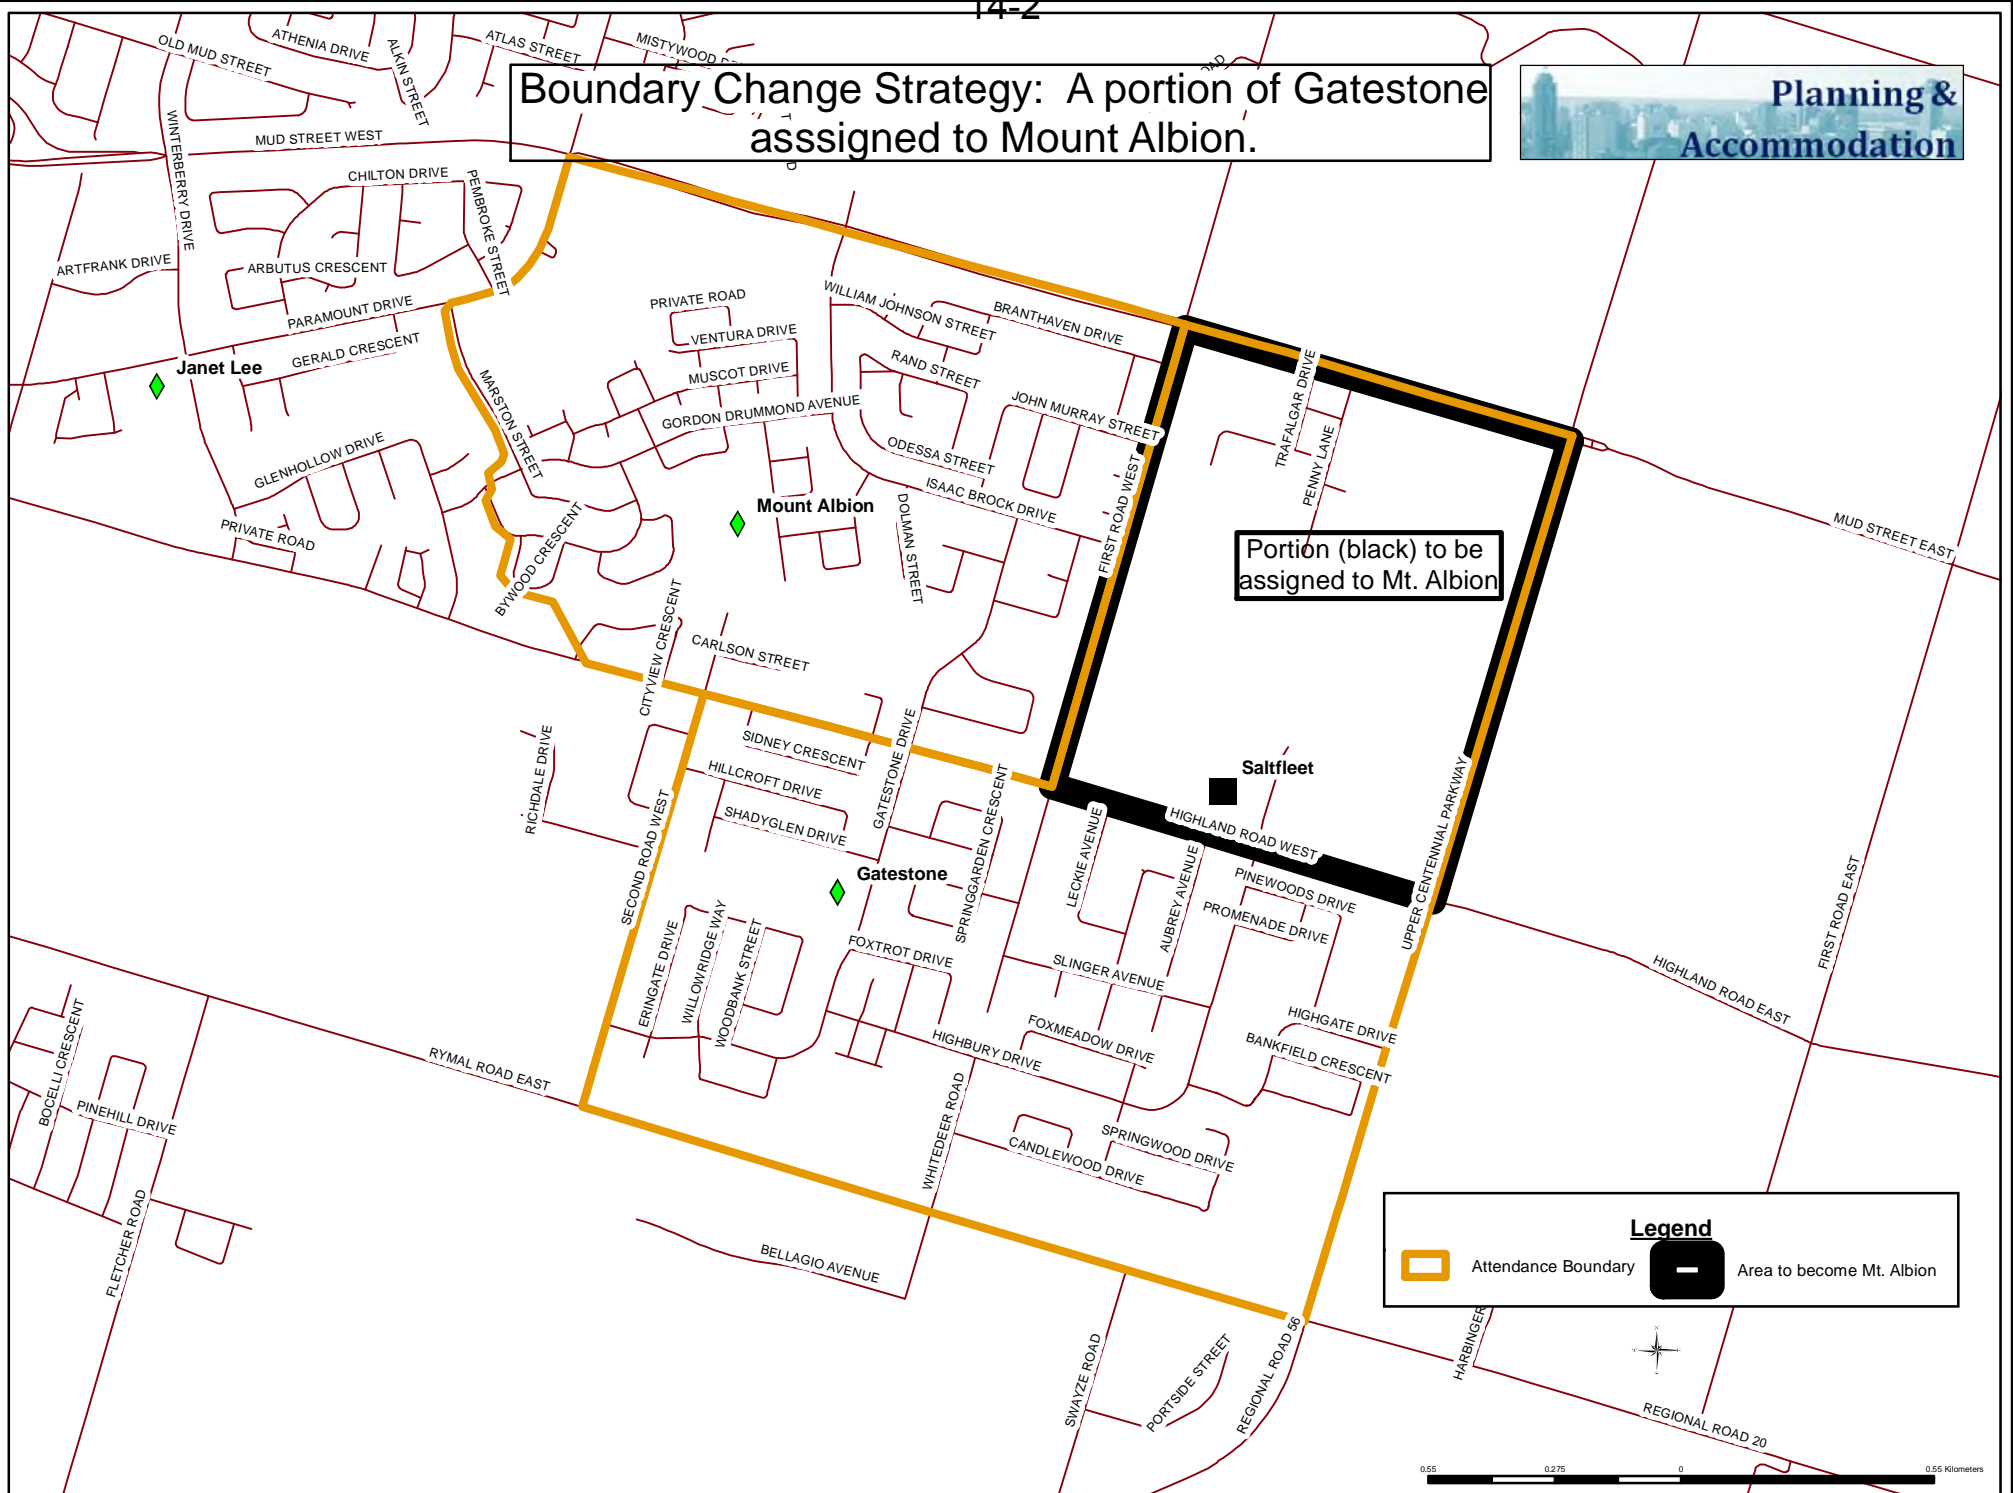 14-2
Boundary Change Strategy: A portion of Gatestone
asssigned to Mount Albion.
Planning &
Accommodation
OLD MUD STREET
ATHENIA DRIVE
ALKIN STREET
ATLAS STREET
WINTERBERRY DRIVE
MUD STREET WEST
CHILTON DRIVE
PEMBROKE STREET
ARTFRANK DRIVE
ARBUTUS CRESCENT
PARAMOUNT DRIVE
GERALD CRESCENT
Janet Lee
MARSTON STREET
GLENHOLLOW DRIVE
PRIVATE ROAD
BYWOOD CRESCENT
PRIVATE ROAD
VENTURA DRIVE
MUSCOT DRIVE
GORDON DRUMMOND AVENUE
WILLIAM JOHNSON STREET
BRANTHAVEN DRIVE
RAND STREET
JOHN MURRAY STREET
ODESSA STREET
ISAAC BROCK DRIVE
DOLMAN STREET
FIRST ROAD WEST
Mount Albion
TRAFALGAR DRIVE
PENNY LANE
Portion (black) to be
assigned to Mt. Albion
MUD STREET EAST
CITYVIEW CRESCENT
CARLSON STREET
RICHDALE DRIVE
SECOND ROAD WEST
SIDNEY CRESCENT
HILLCROFT DRIVE
SHADYGLEN DRIVE
GATESTONE DRIVE
SPRINGGARDEN CRESCENT
Gatestone
Saltfleet
HIGHLAND ROAD WEST
LECKIE AVENUE
AUBREY AVENUE
PINEWOODS DRIVE
PROMENADE DRIVE
UPPER CENTENNIAL PARKWAY
FIRST ROAD EAST
HIGHLAND ROAD EAST
ERINGATE DRIVE
WILLOWRIDGE WAY
WOODBANK STREET
FOXTROT DRIVE
SLINGER AVENUE
HIGHBURY DRIVE
FOXMEADOW DRIVE
HIGHGATE DRIVE
BANKFIELD CRESCENT
RYMAL ROAD EAST
BOCELLI CRESCENT
PINEHILL DRIVE
FLETCHER ROAD
WHITEDEER ROAD
CANDLEWOOD DRIVE
SPRINGWOOD DRIVE
BELLAGIO AVENUE
SWAYZE ROAD
PORTSIDE STREET
REGIONAL ROAD 56
HARBINGER
REGIONAL ROAD 20
Legend
Attendance Boundary
Area to become Mt. Albion
0.55 0.275 0 0.55 Kilometers